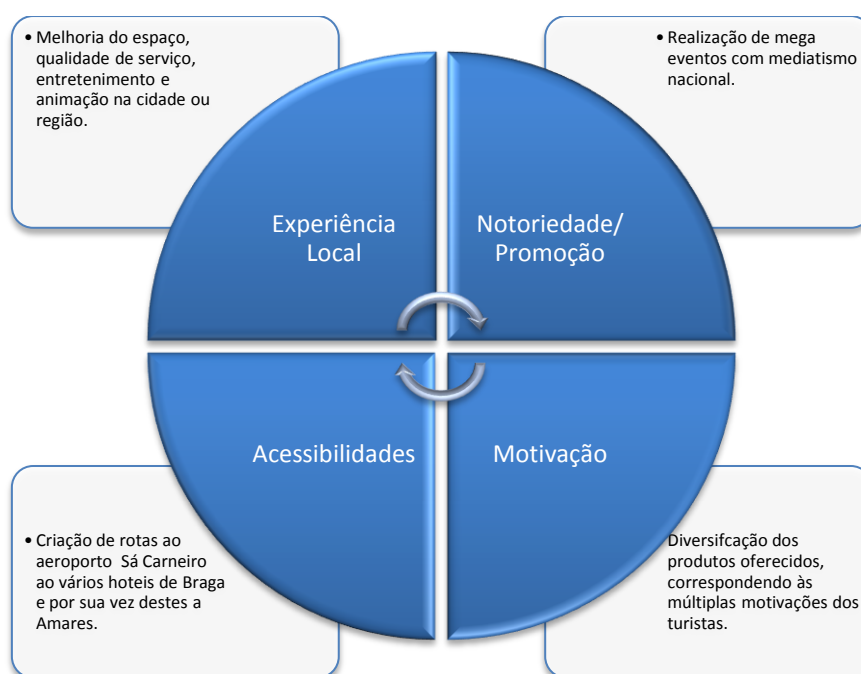 • Melhoria do espaço,
qualidade de serviço,
entretenimento e
animação na cidade ou
região.
• Realização de mega
eventos com mediatismo
nacional.
Experiência
Local
Notoriedade/
Promoção
Acessibilidades
Motivação
• Criação de rotas ao
aeroporto Sá Carneiro
ao vários hoteis de Braga
e por sua vez destes a
Amares.
Diversifcação dos
produtos oferecidos,
correspondendo às
múltiplas motivações dos
turistas.